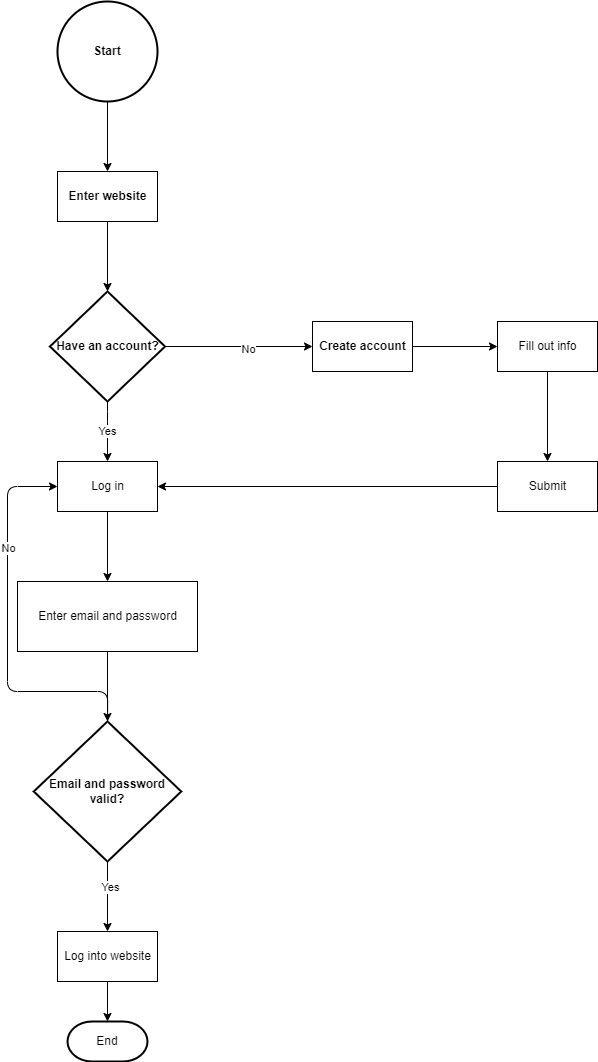 Start
Enter website
Have an account?
No
Create account
Fill out info
Yes
Log in
Submit
No
Enter email and password
Email and password
valid?
Yes
Log into website
End